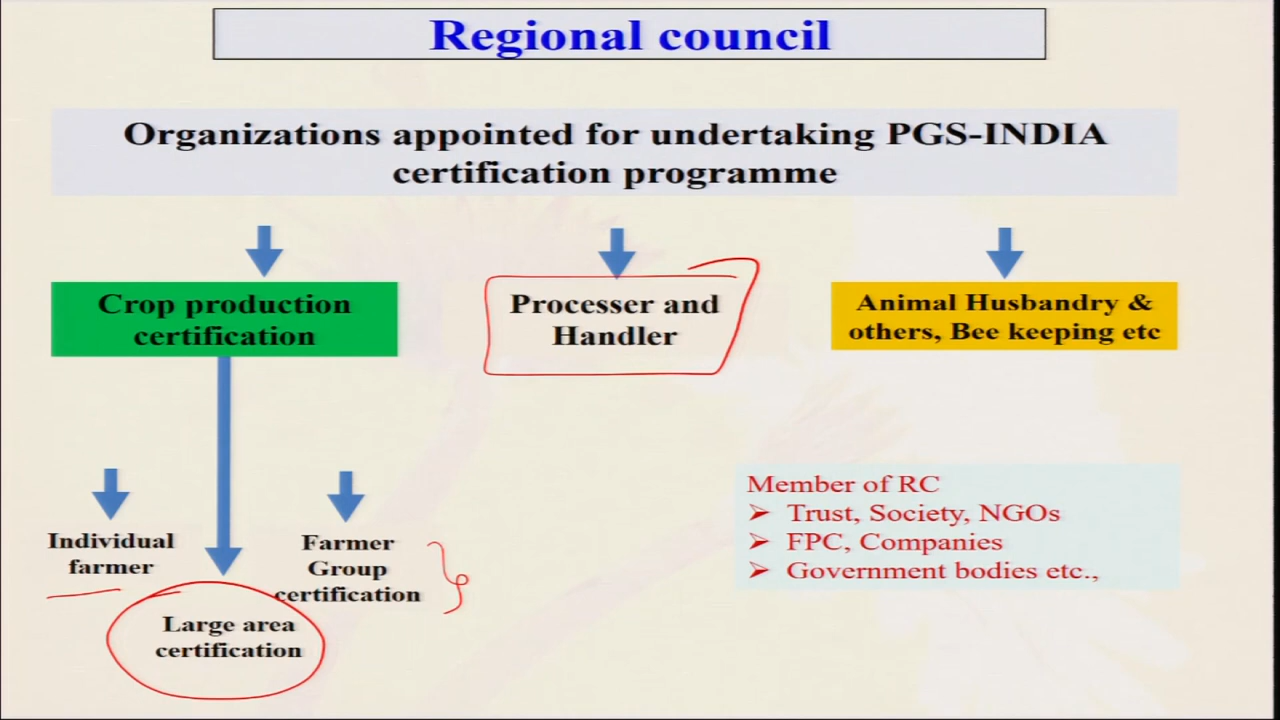 Regional council
Organizations appointed for undertaking PGS-INDIA
certification programme
Crop production
certification
Processer and
Handler
Animal Husbandry &
others, Bee keeping etc
Individual
farmer
Large area
certification
Farmer
Group
certification
Member of RC
➢ Trust, Society, NGOs
➢ FPC, Companies
➢ Government bodies etc.,